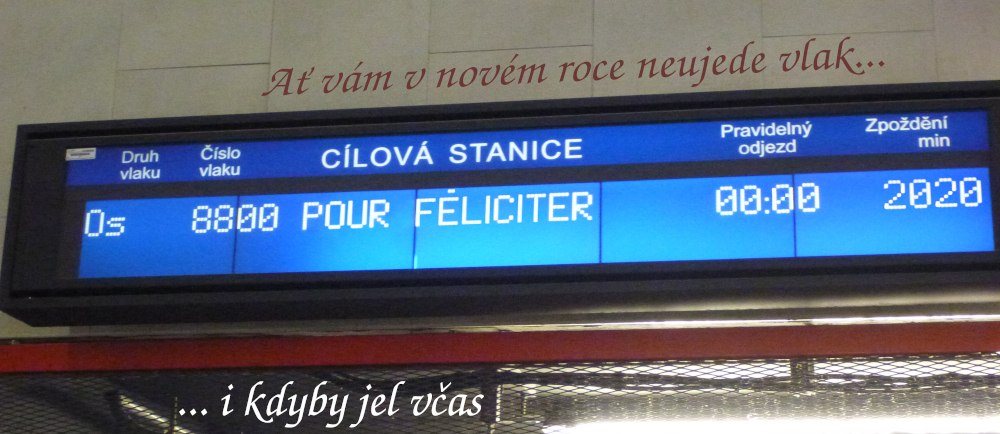 Ať vám v novém roce neujede vlak...
Druh vlaku
Číslo vlaku
CÍLOVÁ STANICE
Pravidelný odjezd
Zpoždění min
Os 8800 POUR FÉLICITER 00:00 2020
... i kdyby jel včas